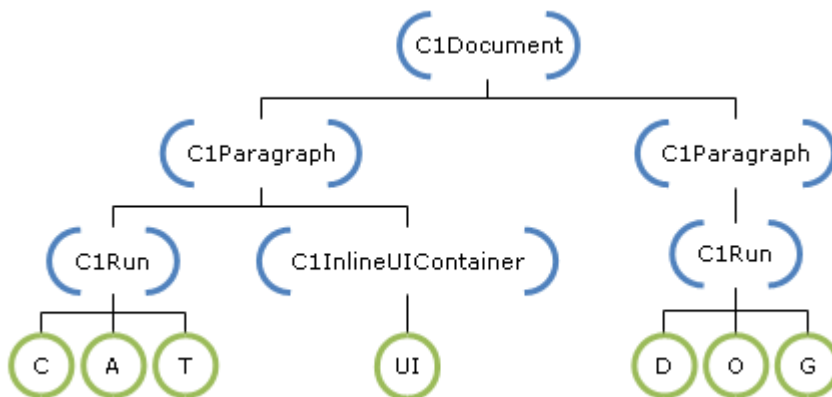 C1Document
C1Paragraph C1Paragraph
C1Run C1InlineUIContainer C1Run
C A T UI D O G